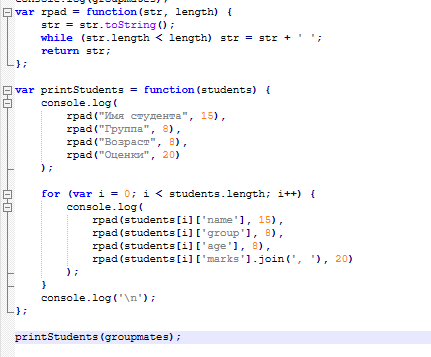 var rpad = function(str, length) {
    str = str.toString();
    while (str.length < length) str = str + ' ';
    return str;
};
var printStudents = function(students) {
    console.log(
        rpad("Имя студента", 15),
        rpad("Группа", 8),
        rpad("Возраст", 8),
        rpad("Оценки", 20)
    );
    for (var i = 0; i < students.length; i++) {
        console.log(
            rpad(students[i]['name'], 15),
            rpad(students[i]['group'], 8),
            rpad(students[i]['age'], 8),
            rpad(students[i]['marks'].join(', '), 20)
        );
    }
    console.log('\n');
};
printStudents(groupmates);